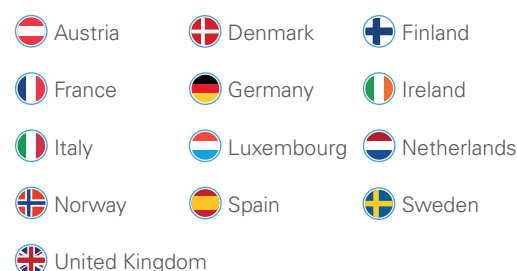 Austria Denmark Finland
France Germany Ireland
Italy Luxembourg Netherlands
Norway Spain Sweden
United Kingdom